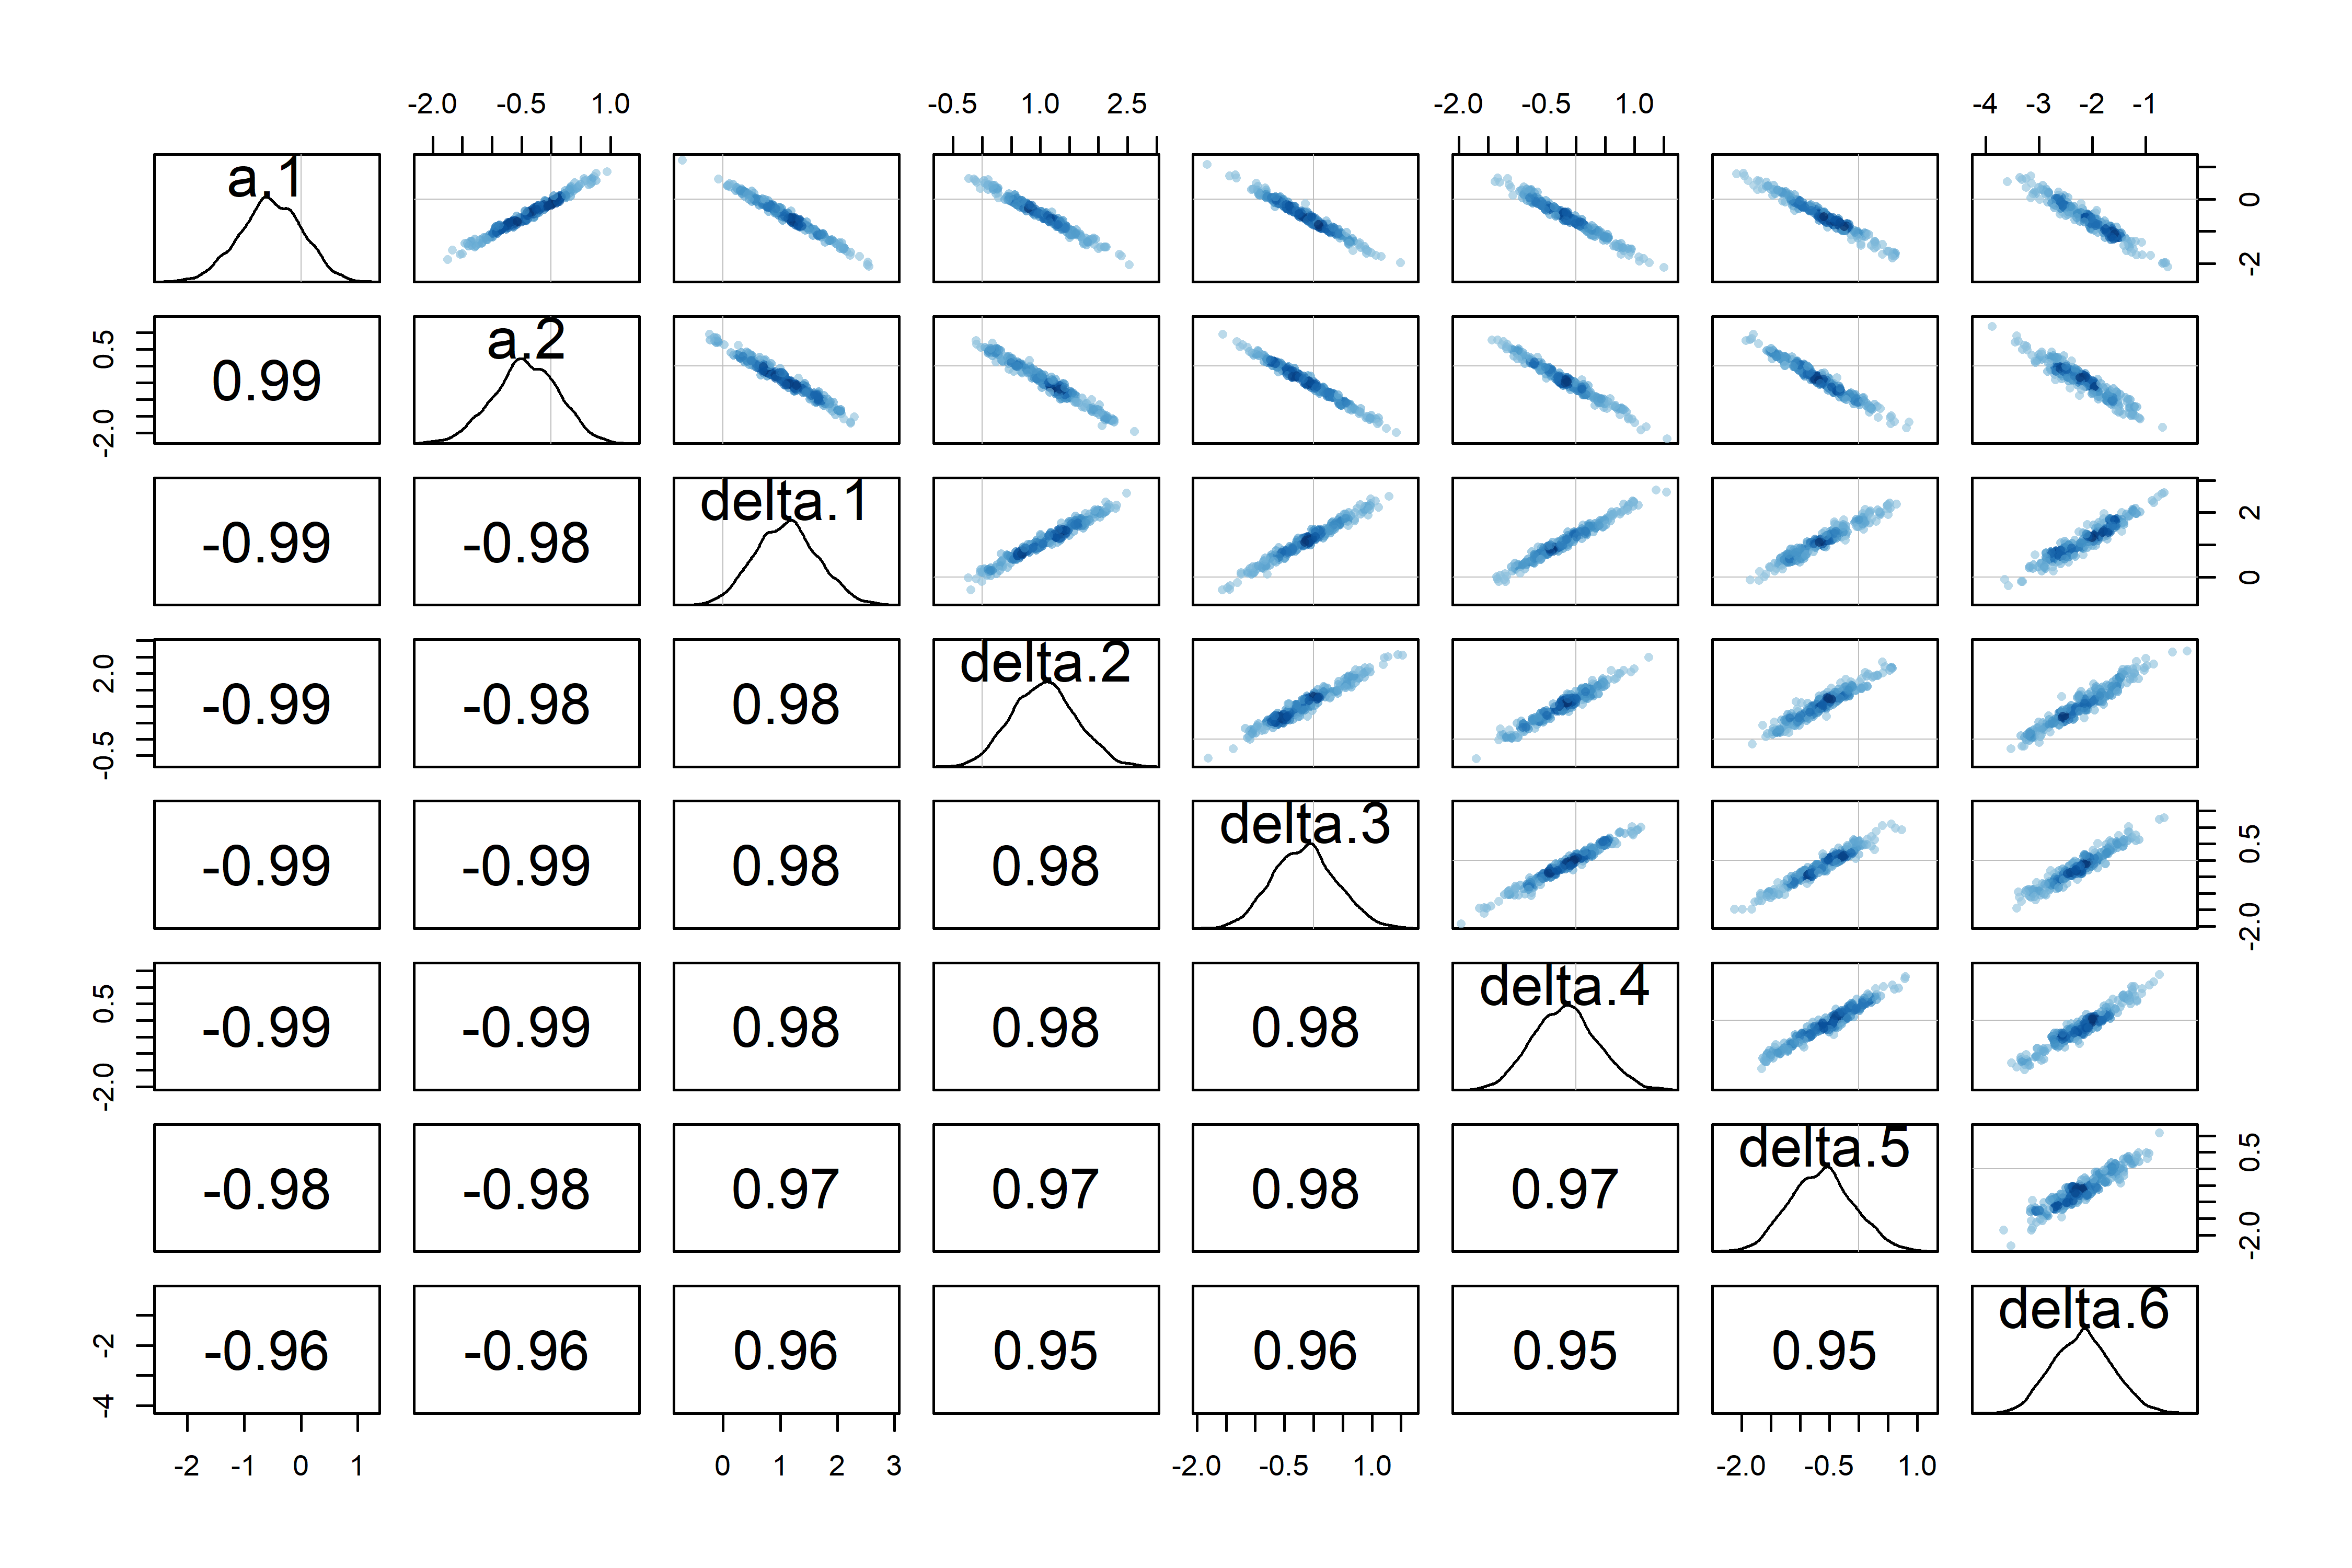 -2.0 -0.5 1.0 -0.5 1.0 2.5 -2.0 -0.5 1.0 -4 -3 -2 -1
a.1 0 -2
0.5 -2.0 0.99 a.2
-0.99 -0.98 delta.1 2 0
2.0 -0.5 -0.99 -0.98 0.98 delta.2
-0.99 -0.99 0.98 0.98 delta.3 0.5 -2.0
0.5 -2.0 -0.99 -0.99 0.98 0.98 0.98 delta.4
-0.98 -0.98 0.97 0.97 0.98 0.97 delta.5 0.5 -2.0
-2 -4 -0.96 -0.96 0.96 0.95 0.96 0.95 0.95 delta.6
-2 -1 0 1 0 1 2 3 -2.0 -0.5 1.0 -2.0 -0.5 1.0